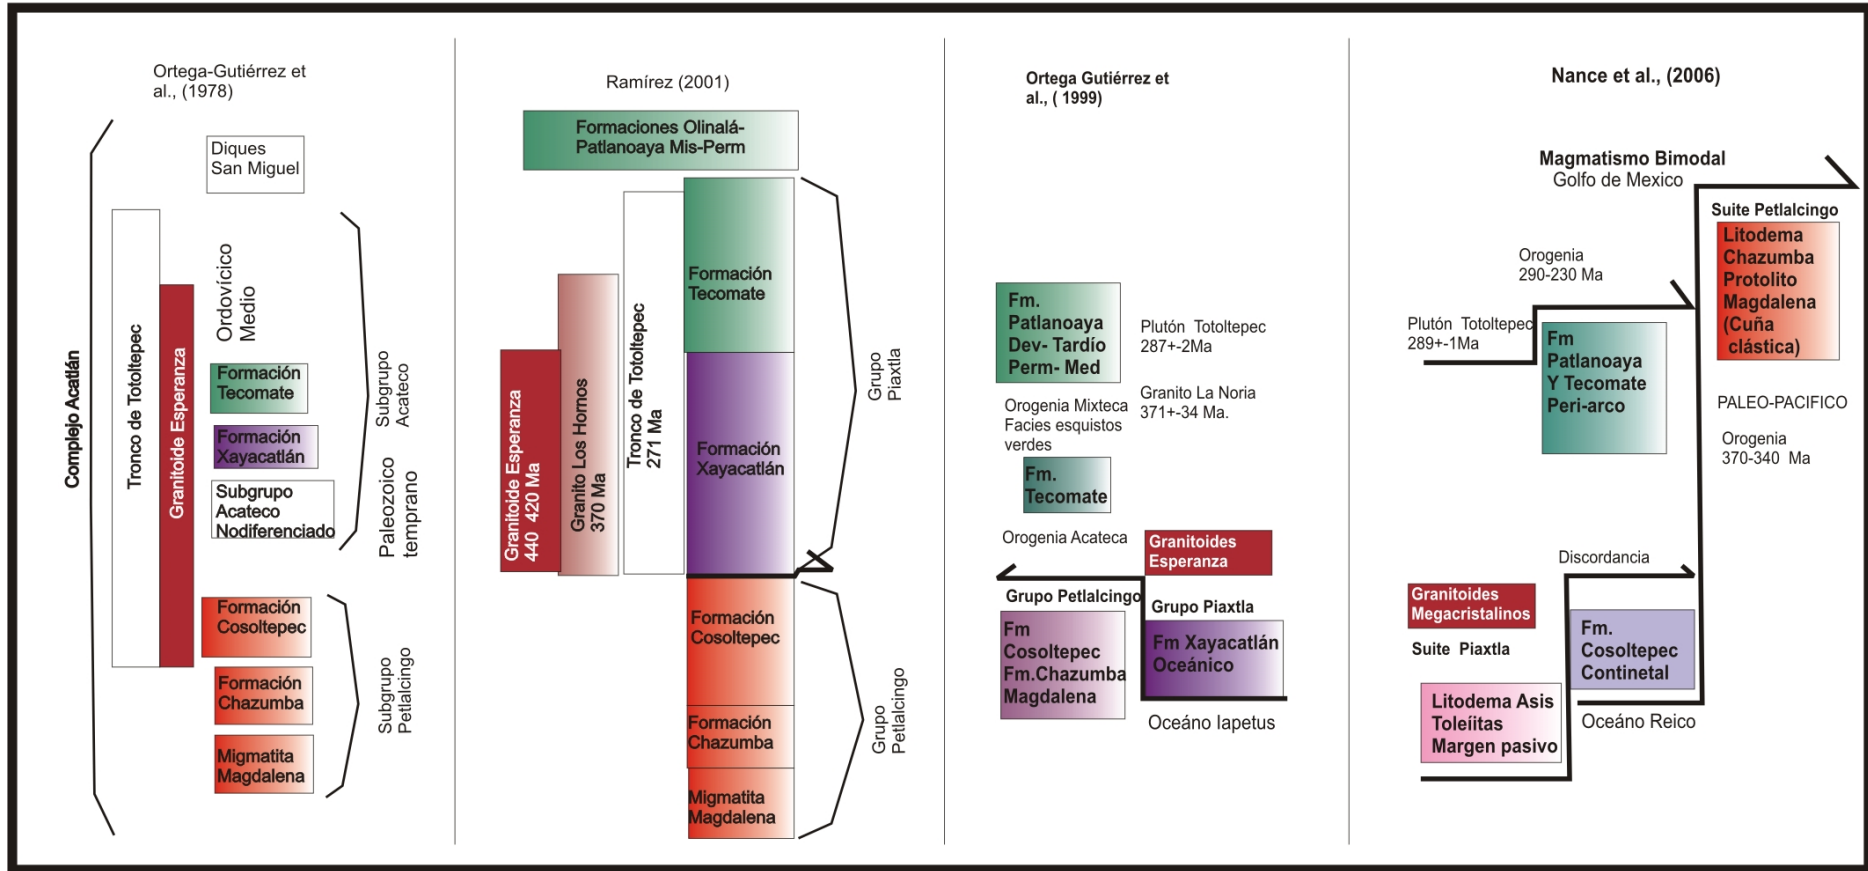 Ortega-Gutiérrez et
al., (1978)
Diques
San Miguel
Complejo Acatlán
Tronco de Totoltepec
Granitoide Esperanza
Ordovícico
Medio
Formación
Tecomate
Formación
Xayacatlán
Subgrupo
Acateco
Nodiferenciado
Subgrupo
Acateco
Paleozoico
temprano
Formación
Cosoltepec
Formación
Chazumba
Migmatita
Magdalena
Subgrupo
Petlalcingo
Ramírez (2001)
Formaciones Olinalá-
Patlanoaya Mis-Perm
Granitoide Esperanza
440 420 Ma
Granito Los Hornos
370 Ma
Tronco de Totoltepec
271 Ma
Formación
Tecomate
Formación
Xayacatlán
Grupo
Piaxtla
Formación
Cosoltepec
Formación
Chazumba
Migmatita
Magdalena
Grupo
Petlalcingo
Ortega Gutiérrez et
al., ( 1999)
Fm.
Patlanoaya
Dev- Tardío
Perm- Med
Plutón Totoltepec
287+-2Ma
Granito La Noria
371+-34 Ma.
Orogenia Mixteca
Facies esquistos
verdes
Fm.
Tecomate
Orogenia Acateca
Granitoides
Esperanza
Grupo Petlalcingo
Fm
Cosoltepec
Fm.Chazumba
Magdalena
Grupo Piaxtla
Fm Xayacatlán
Oceánico
Oceáno Iapetus
Nance et al., (2006)
Magmatismo Bimodal
Golfo de Mexico
Suite Petlalcingo
Litodema
Chazumba
Protolito
Magdalena
(Cuña
clástica)
Orogenia
290-230 Ma
Plutón Totoltepec
289+-1Ma
Fm
Patlanoaya
Y Tecomate
Peri-arco
PALEO-PACIFICO
Orogenia
370-340 Ma
Discordancia
Granitoides
Megacristalinos
Suite Piaxtla
Fm.
Cosoltepec
Continetal
Litodema Asis
Toleíitas
Margen pasivo
Oceáno Reico